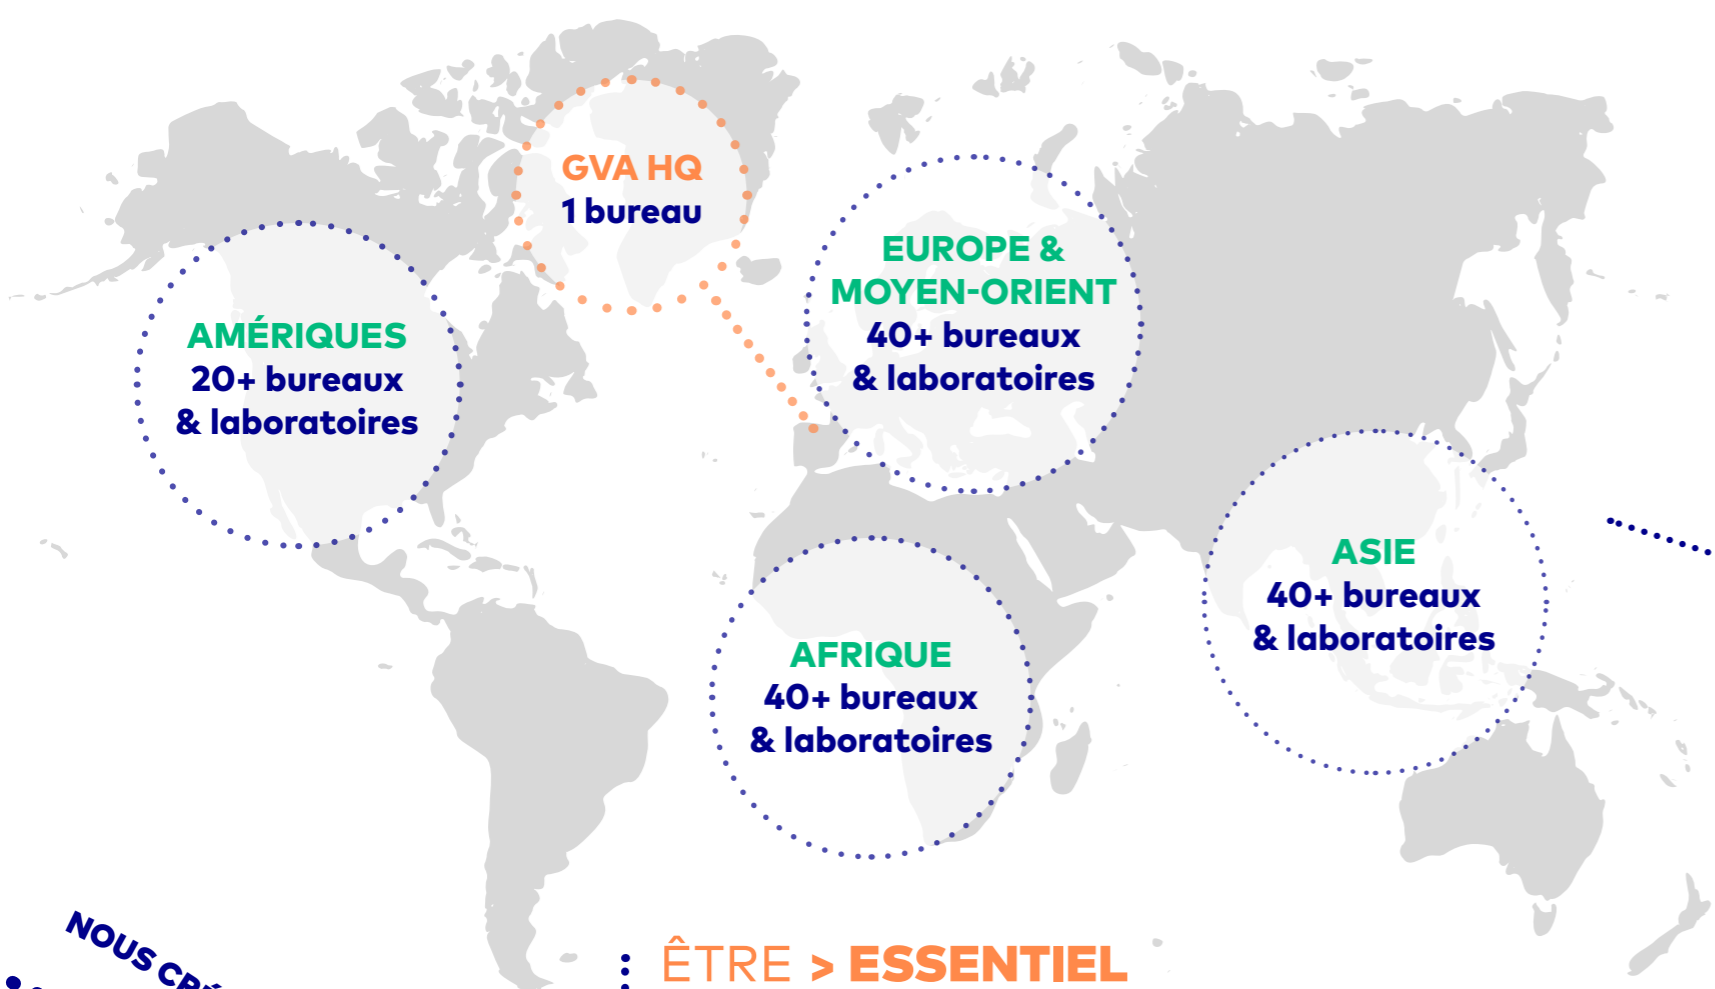 GVA HQ
1 bureau
EUROPE &
MOYEN-ORIENT
40+ bureaux
& laboratoires
AMÉRIQUES
20+ bureaux
& laboratoires
ASIE
40+ bureaux
& laboratoires
AFRIQUE
40+ bureaux
& laboratoires
NOUS
ÊTRE > ESSENTIEL